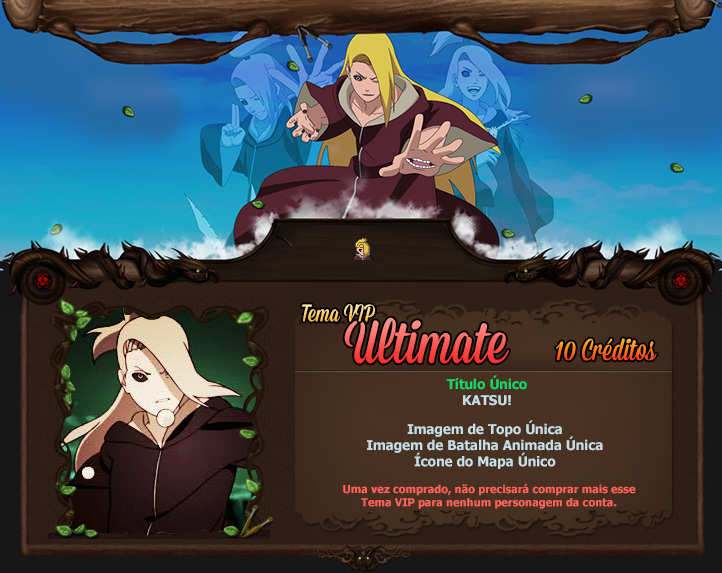 Tema VIP
Ultimate
10 Créditos
Título Único
KATSU!
Imagem de Topo Única
Imagem de Batalha Animada Única
Ícone do Mapa Único
Uma vez comprado, não precisará comprar mais esse
Tema VIP para nenhum personagem da conta.